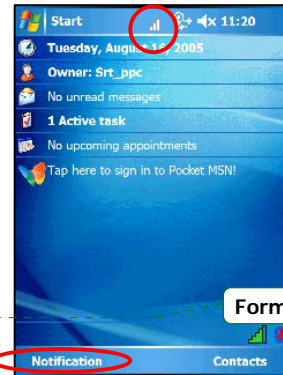 Start 11:20
Tuesday, August 16, 2005
Owner: Srt_ppc
No unread messages
1 Active task
No upcoming appointments
Tap here to sign in to Pocket MSN!
Form
Notification Contacts